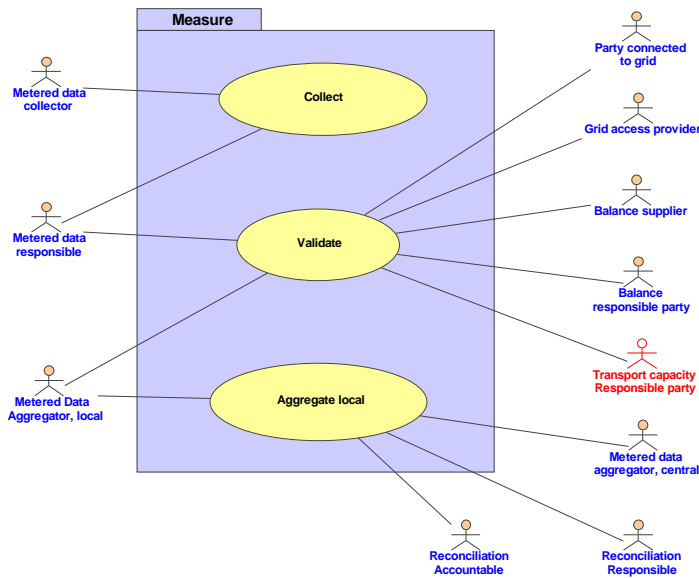 Measure
Party connected
to grid
Metered data
collector
Collect
Grid access provider
Balance supplier
Metered data
responsible
Validate
Balance
responsible party
Transport capacity
Responsible party
Metered Data
Aggregator, local
Aggregate local
Metered data
aggregator, central
Reconciliation
Accountable
Reconciliation
Responsible